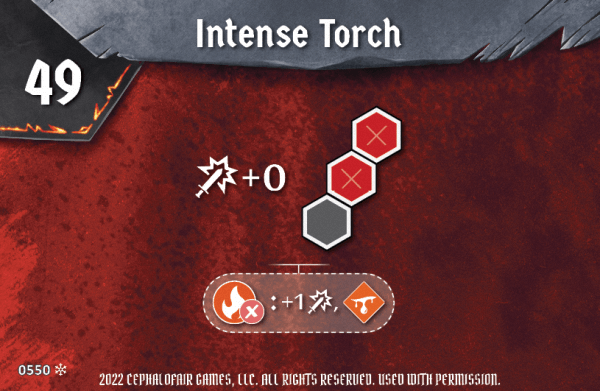 Intense Torch
49
+0
: +1 ,
0550
2022 CEPHALOFAIR GAMES, LLC. ALL RIGHTS RESERVED. USED WITH PERMISSION.